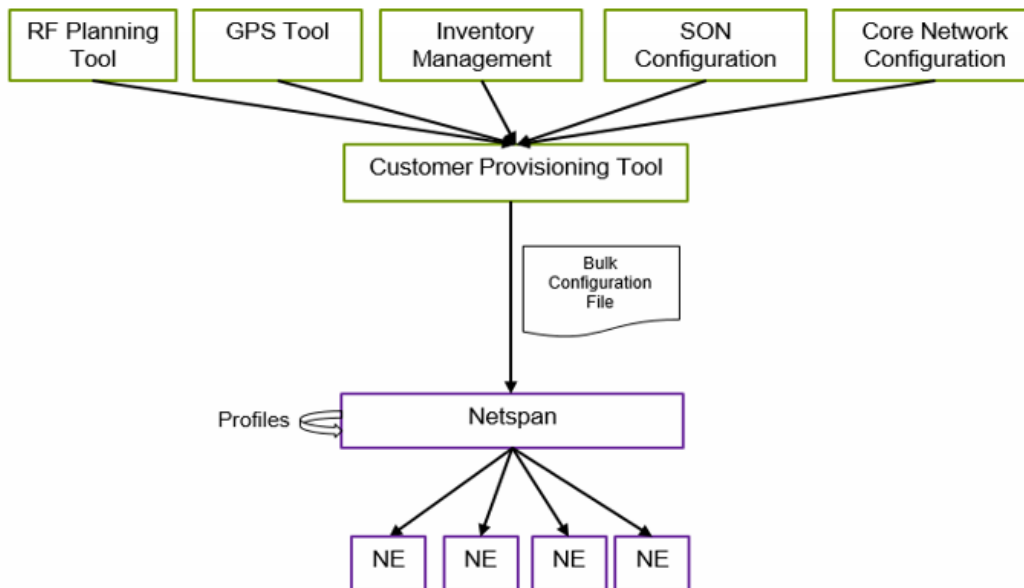 RF Planning
Tool
GPS Tool
Inventory
Management
SON
Configuration
Core Network
Configuration
Customer Provisioning Tool
Bulk
Configuration
File
Profiles
Netspan
NE
NE
NE
NE